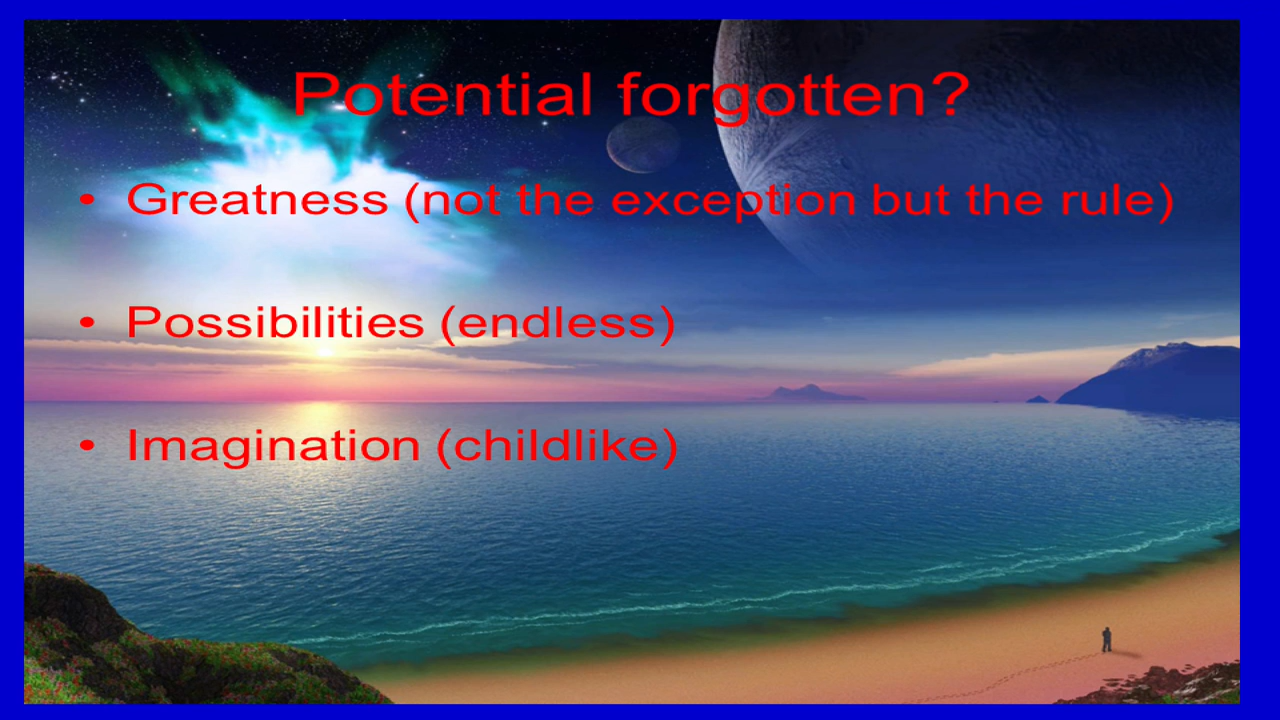 Potential forgotten?
• Greatness (not the exception but the rule)
• Possibilities (endless)
• Imagination (childlike)